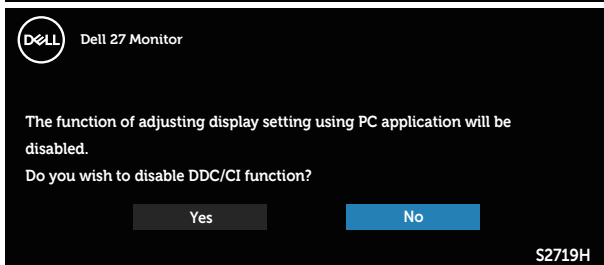 DELL
Dell 27 Monitor
The function of adjusting display setting using PC application will be
disabled.
Do you wish to disable DDC/CI function?
Yes
No
S2719H